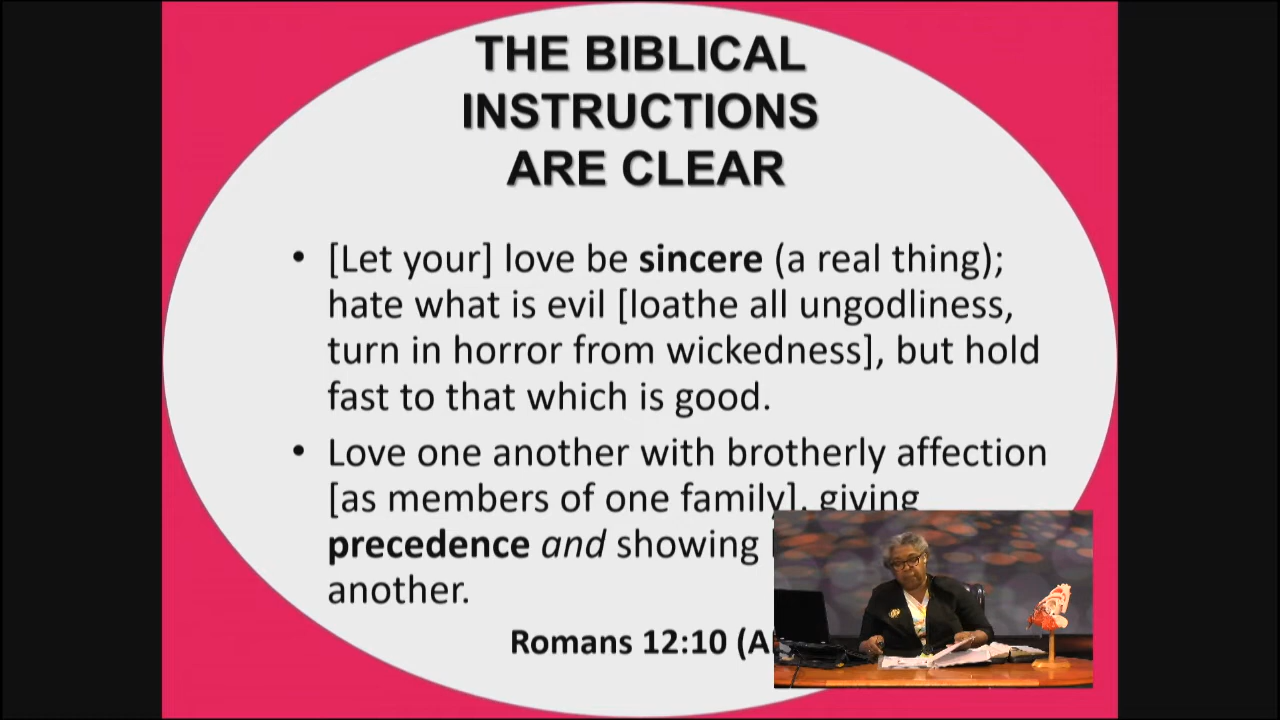 THE BIBLICAL
INSTRUCTIONS
ARE CLEAR
• [Let your] love be sincere (a real thing);
hate what is evil [loathe all ungodliness,
turn in horror from wickedness], but hold
fast to that which is good.
• Love one another with brotherly affection
[as members of one family], giving
precedence and showing
another.
Romans 12:10 (A